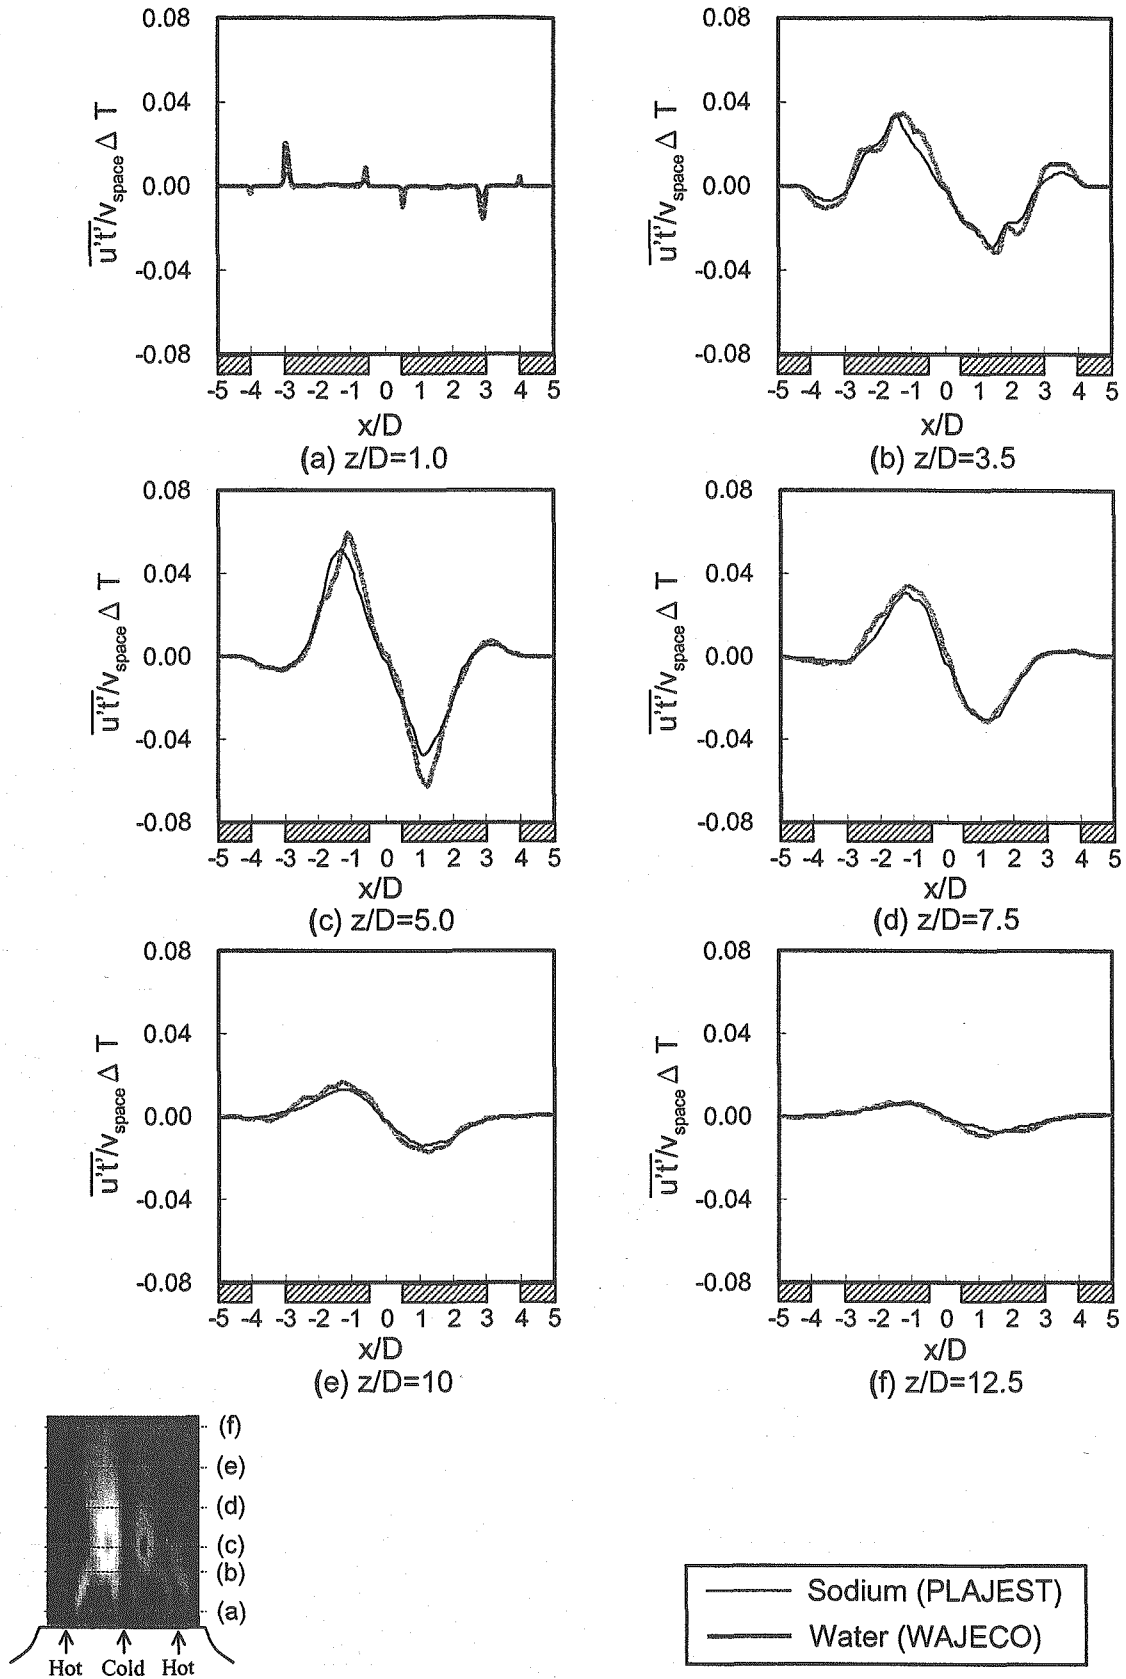 0.08
0.04
0.00
-0.04
-0.08
u't'/v_space Δ T
-5 -4 -3 -2 -1 0 1 2 3 4 5
x/D
(a) z/D=1.0
0.08
0.04
0.00
-0.04
-0.08
u't'/v_space Δ T
-5 -4 -3 -2 -1 0 1 2 3 4 5
x/D
(b) z/D=3.5
0.08
0.04
0.00
-0.04
-0.08
u't'/v_space Δ T
-5 -4 -3 -2 -1 0 1 2 3 4 5
x/D
(c) z/D=5.0
0.08
0.04
0.00
-0.04
-0.08
u't'/v_space Δ T
-5 -4 -3 -2 -1 0 1 2 3 4 5
x/D
(d) z/D=7.5
0.08
0.04
0.00
-0.04
-0.08
u't'/v_space Δ T
-5 -4 -3 -2 -1 0 1 2 3 4 5
x/D
(e) z/D=10
0.08
0.04
0.00
-0.04
-0.08
u't'/v_space Δ T
-5 -4 -3 -2 -1 0 1 2 3 4 5
x/D
(f) z/D=12.5
(f)
(e)
(d)
(c)
(b)
(a)
Hot Cold Hot
Sodium (PLAJEST)
Water (WAJECO)